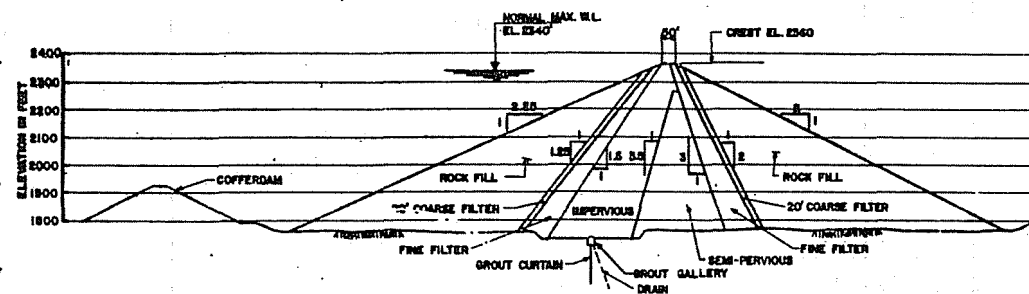 NORMAL MAX. W.L.
EL. 2340'
30'
CREST EL. 2360
2400
2300
2200
2100
2000
1900
1800
ELEVATION IN FEET
2.25
1
2
1
1
1.25
1
1.5
1
3.5
1
3
1
2
ROCK FILL
ROCK FILL
COFFERDAM
COARSE FILTER
20' COARSE FILTER
IMPERVIOUS
FINE FILTER
FINE FILTER
SEMI-PERVIOUS
GROUT CURTAIN
GROUT GALLERY
DRAIN